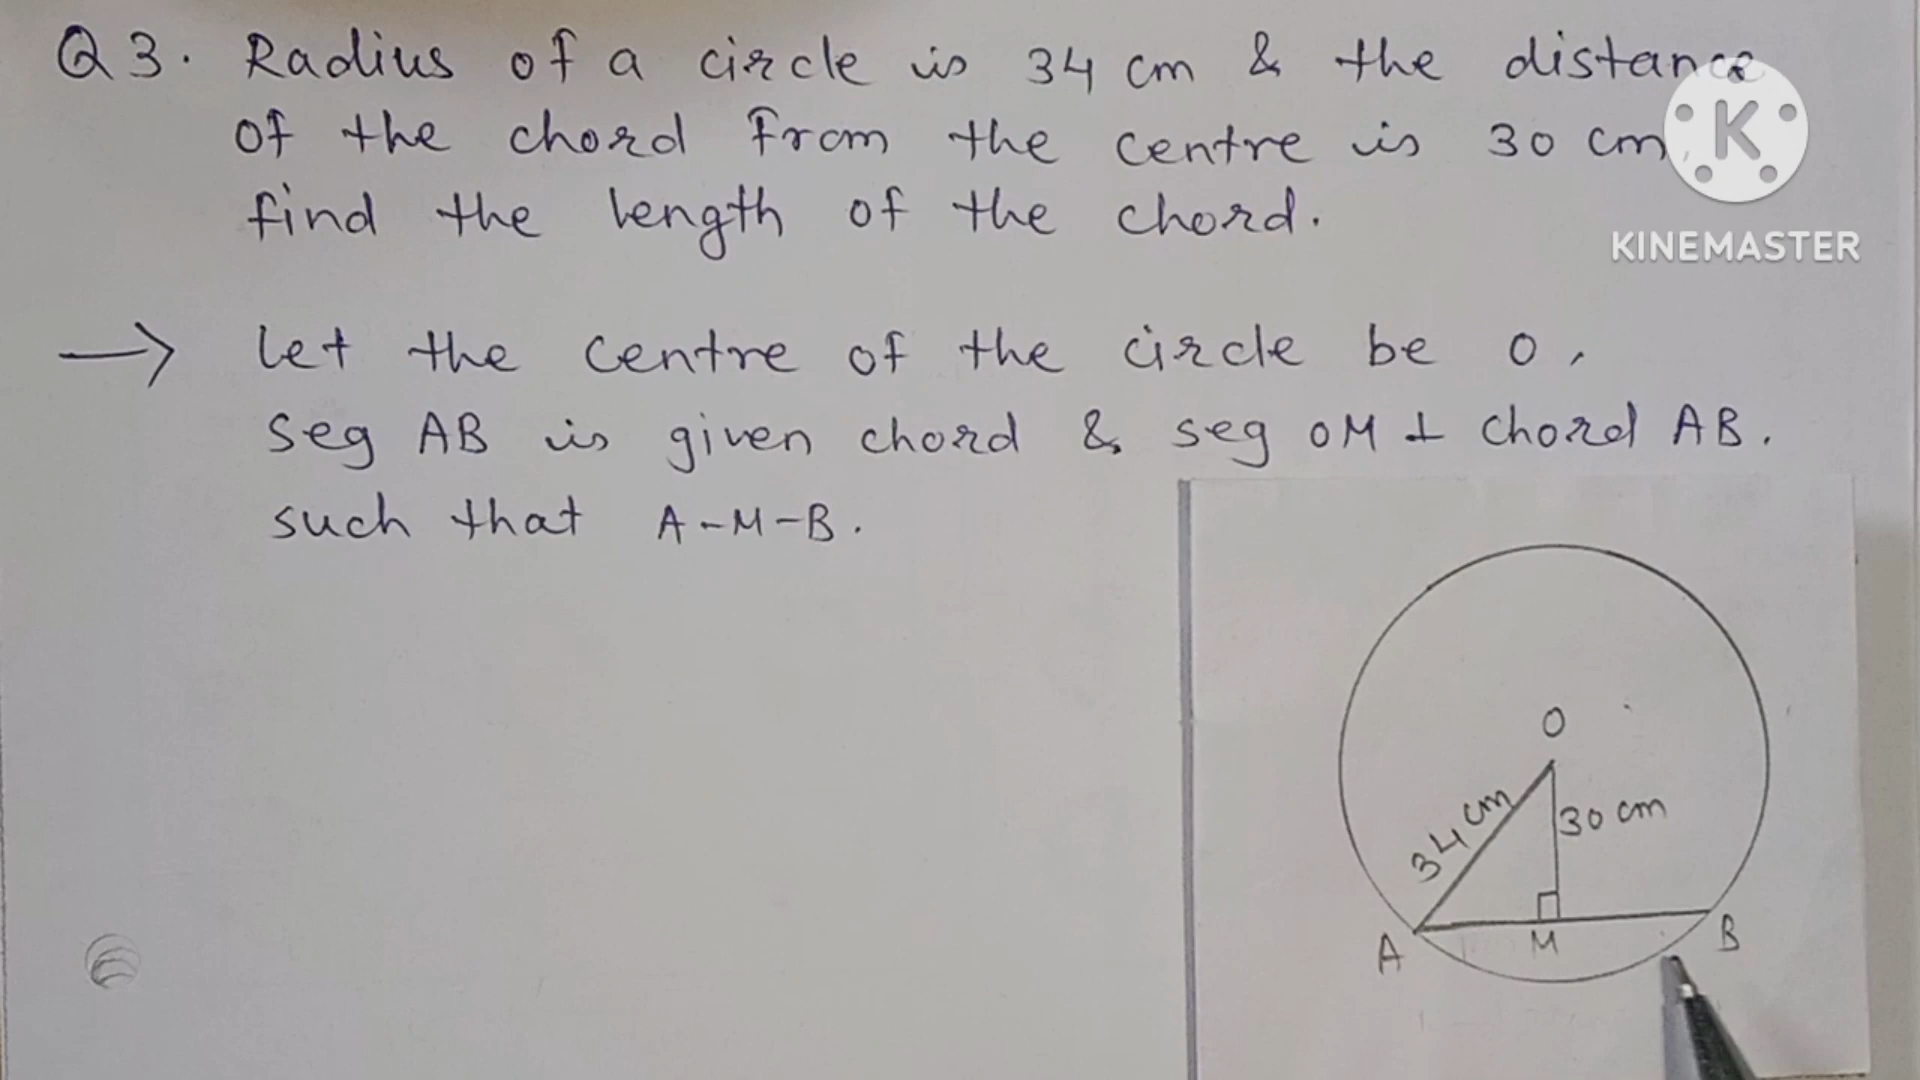 Q3. Radius of a circle is 34 cm & the distance
of the chord from the centre is 30 cm,
find the length of the chord.
K
KINEMASTER
→ Let the centre of the circle be O,
seg AB is given chord & seg OM ⊥ chord AB.
such that A-M-B.
O
34 cm
30 cm
A
M
B